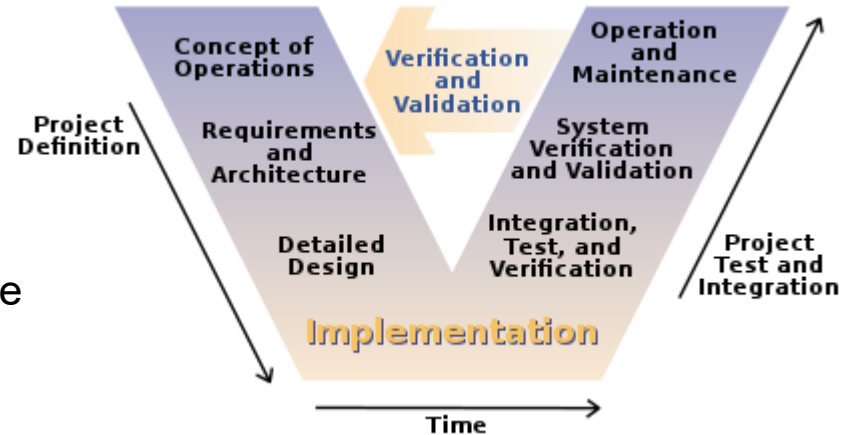 Concept of
Operations
Verification
and
Validation
Operation
and
Maintenance
Project
Definition
Requirements
and
Architecture
System
Verification
and Validation
Detailed
Design
Integration,
Test, and
Verification
Project
Test and
Integration
e
Implementation
Time